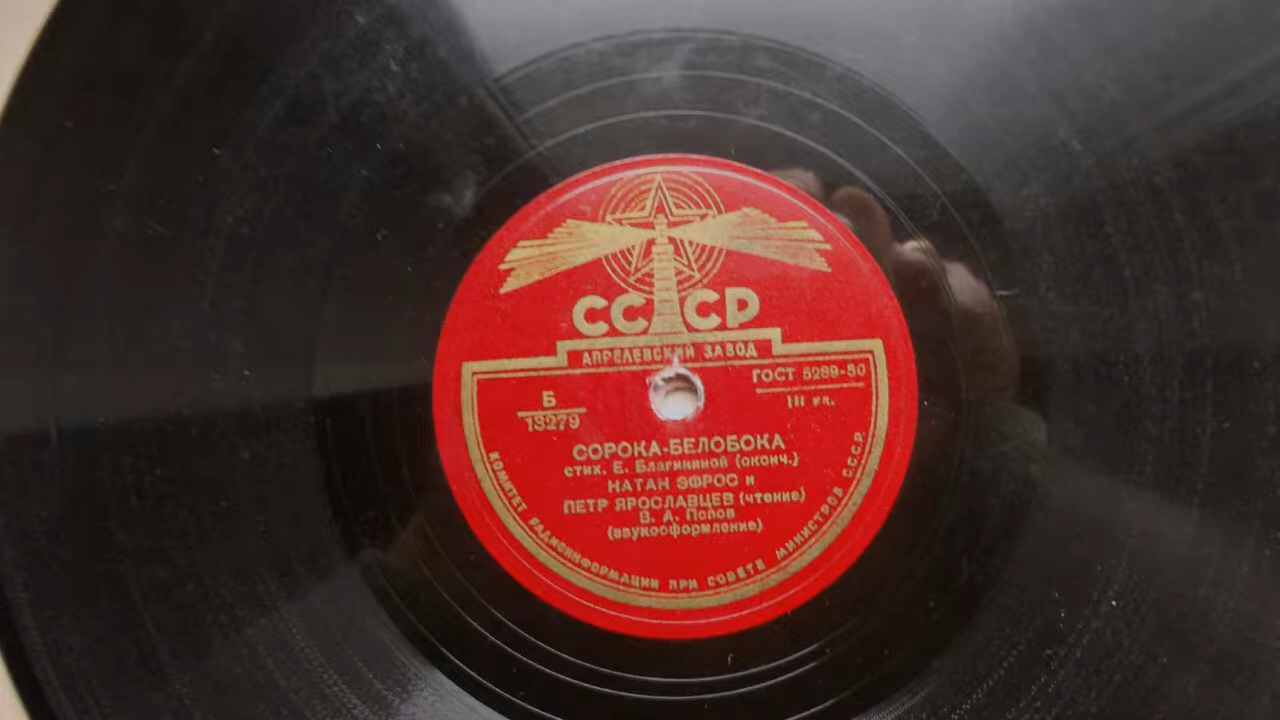 СССР
АПРЕЛЕВСКИЙ ЗАВОД
ГОСТ 5289-50
III кл.
Б
13279
СОРОКА-БЕЛОБОКА
стих. Е. Благининой (оконч.)
НАТАН ЭФРОС и
ПЕТР ЯРОСЛАВЦЕВ (чтение)
В. А. Попов
(звукооформление)
КОМИТЕТ РАДИОИНФОРМАЦИИ ПРИ СОВЕТЕ МИНИСТРОВ С.С.С.Р.